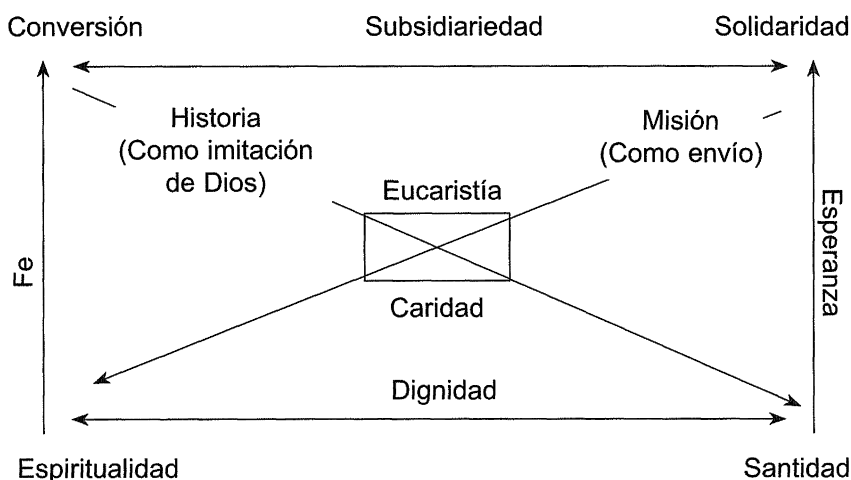 Conversión
Subsidiariedad
Solidaridad
Historia
(Como imitación
de Dios)
Misión
(Como envío)
Eucaristía
Fe
Esperanza
Caridad
Dignidad
Espiritualidad
Santidad